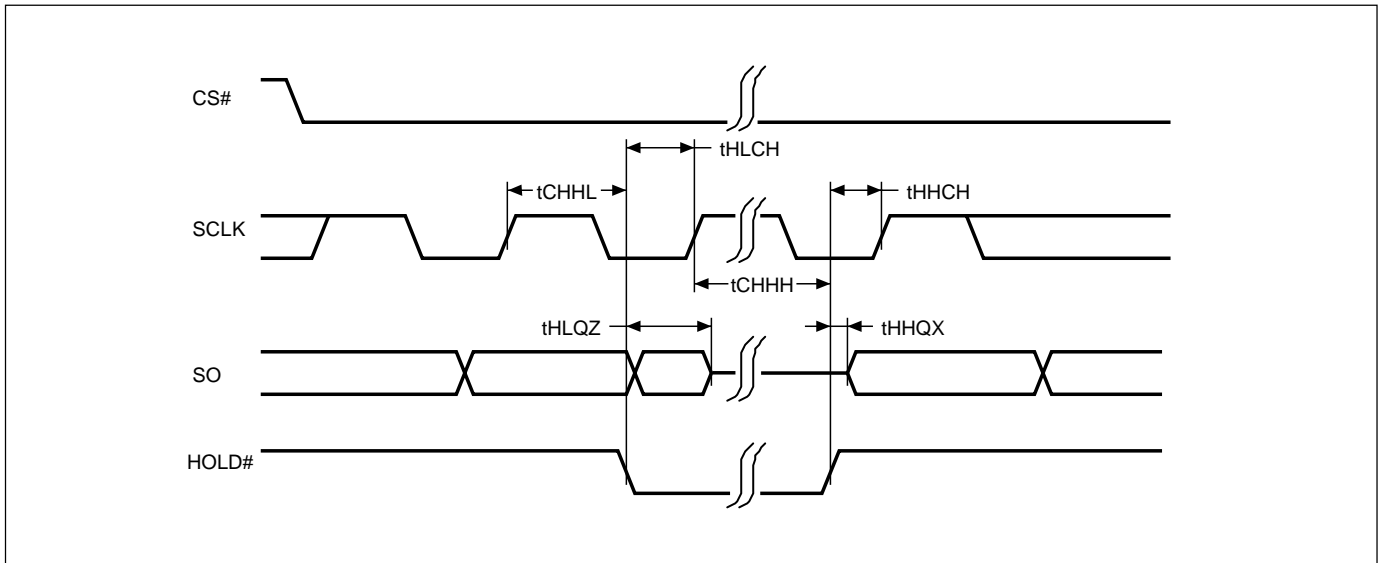 CS#
tHLCH
tCHHL
tHHCH
SCLK
tCHHH
tHLQZ
tHHQX
SO
HOLD#